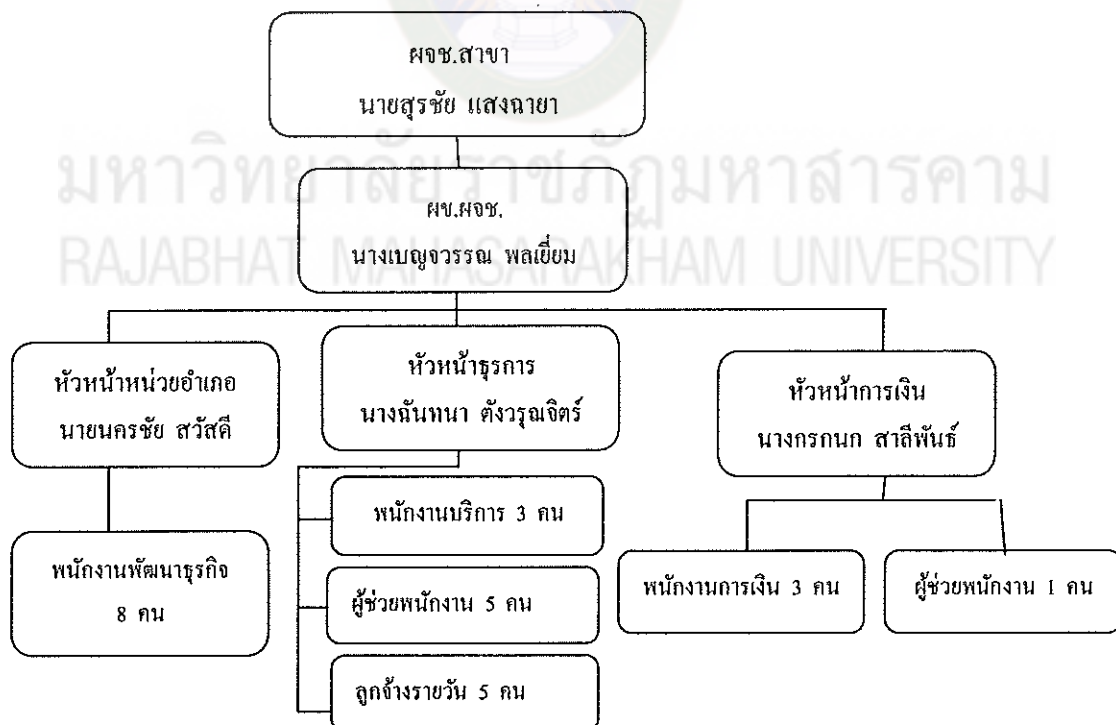 ผจช.สาขา
นายสุรชัย แสงฉายา
มหาวิทยาลัยราชภัฏมหาสารคาม
RAJABHAT MAHASARAKHAM UNIVERSITY
ผช.ผจช.
นางเบญจวรรณ พลเยี่ยม
หัวหน้าหน่วยอำเภอ
นายนครชัย สวัสดี
หัวหน้าธุรการ
นางฉันทนา ตังวรุณจิตร์
หัวหน้าการเงิน
นางกรกนก สาลีพันธ์
พนักงานพัฒนาธุรกิจ
8 คน
พนักงานบริการ 3 คน
ผู้ช่วยพนักงาน 5 คน
ลูกจ้างรายวัน 5 คน
พนักงานการเงิน 3 คน
ผู้ช่วยพนักงาน 1 คน